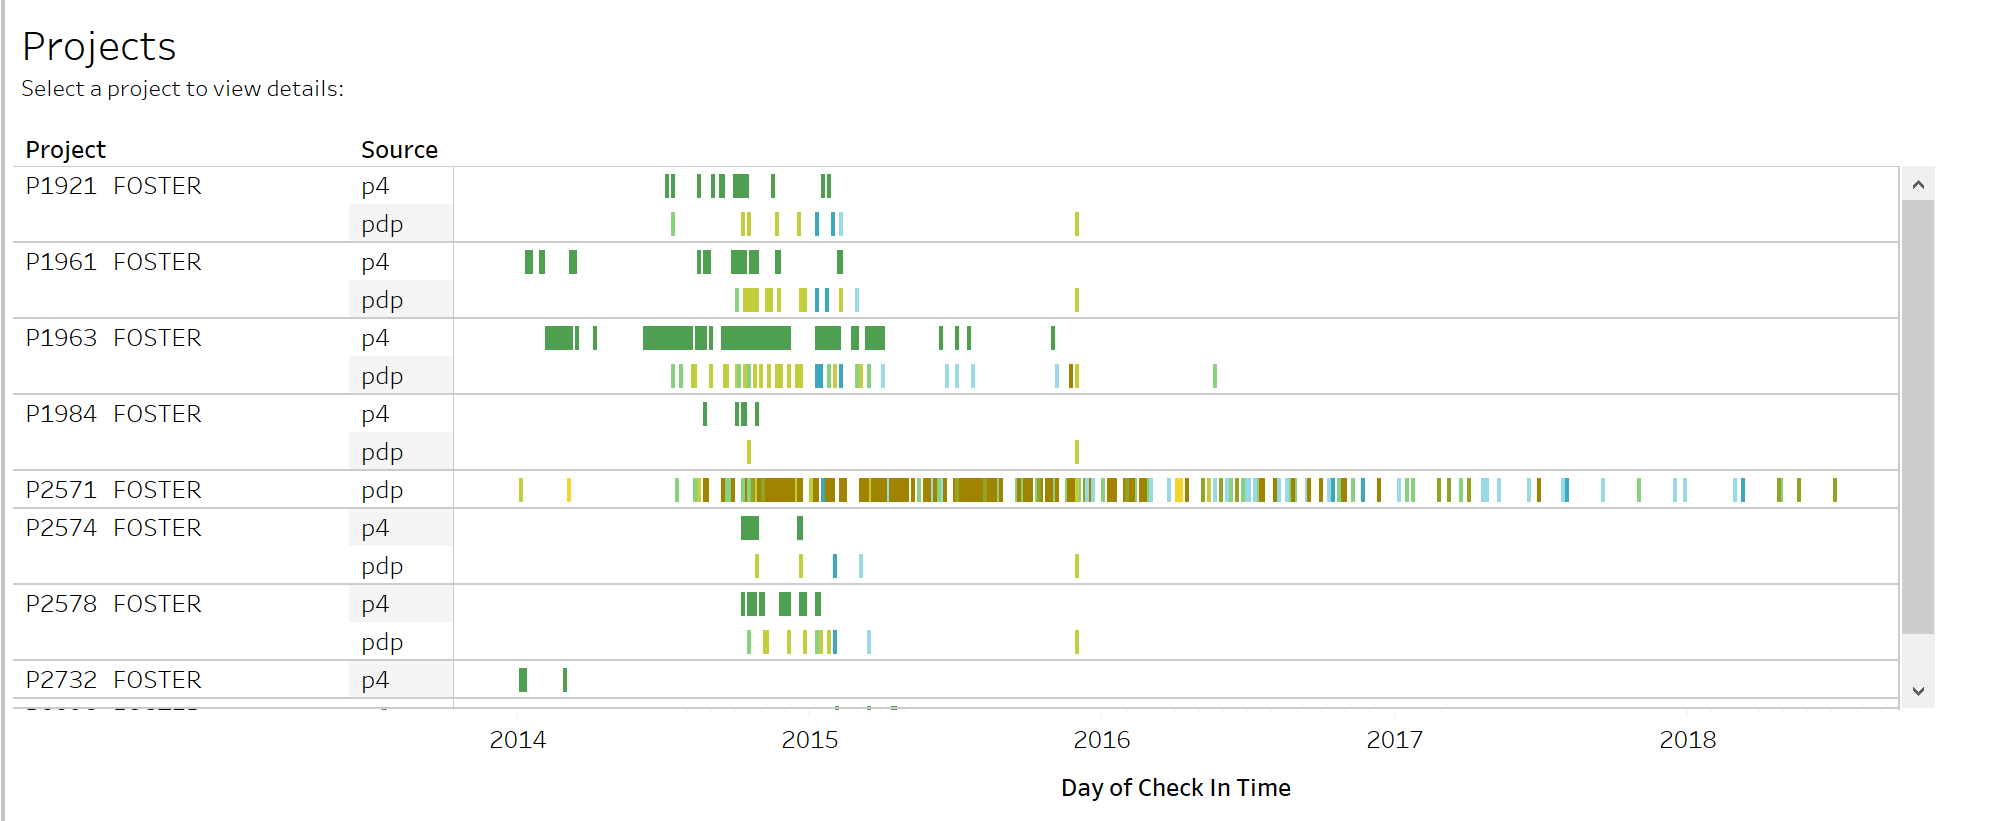 Projects
Select a project to view details:
Project Source
P1921 FOSTER p4
pdp
P1961 FOSTER p4
pdp
P1963 FOSTER p4
pdp
P1984 FOSTER p4
pdp
P2571 FOSTER pdp
P2574 FOSTER p4
pdp
P2578 FOSTER p4
pdp
P2732 FOSTER p4
2014 2015 2016 2017 2018
Day of Check In Time